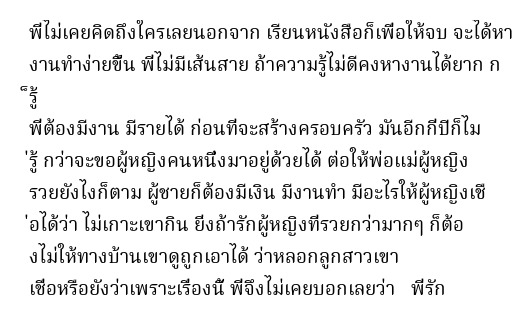 พี่ไม่เคยคิดถึงใครเลยนอกจาก เรียนหนังสือก็เพื่อให้จบ จะได้หา
งานทำง่ายขึ้น พี่ไม่มีเส้นสาย ถ้าความรู้ไม่ดีคงหางานได้ยาก ก
็รู้
พี่ต้องมีงาน มีรายได้ ก่อนที่จะสร้างครอบครัว มันอีกกี่ปีก็ไม
่รู้ กว่าจะขอผู้หญิงคนหนึ่งมาอยู่ด้วยได้ ต่อให้พ่อแม่ผู้หญิง
รวยยังไงก็ตาม ผู้ชายก็ต้องมีเงิน มีงานทำ มีอะไรให้ผู้หญิงเชื
่อได้ว่า ไม่เกาะเขากิน ยิ่งถ้ารักผู้หญิงที่รวยกว่ามากๆ ก็ต้อ
งไม่ให้ทางบ้านเขาดูถูกเอาได้ ว่าหลอกลูกสาวเขา
เชื่อหรือยังว่าเพราะเรื่องนี้ พี่จึงไม่เคยบอกเลยว่า พี่รัก